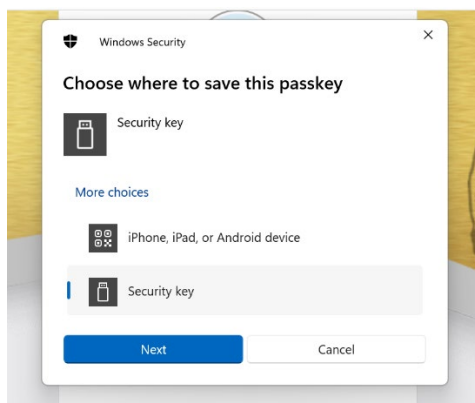 Windows Security
Choose where to save this passkey
Security key
More choices
iPhone, iPad, or Android device
Security key
Next
Cancel